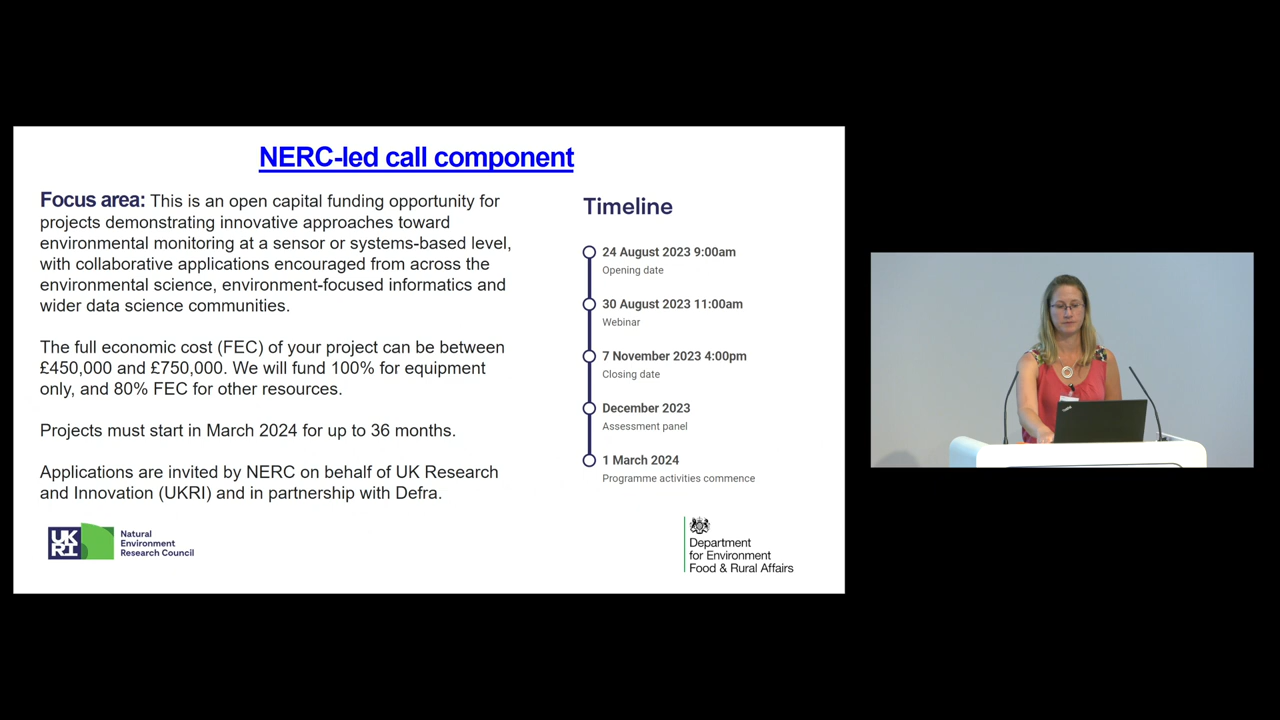 NERC-led call component
Focus area: This is an open capital funding opportunity for
projects demonstrating innovative approaches toward
environmental monitoring at a sensor or systems-based level,
with collaborative applications encouraged from across the
environmental science, environment-focused informatics and
wider data science communities.
The full economic cost (FEC) of your project can be between
£450,000 and £750,000. We will fund 100% for equipment
only, and 80% FEC for other resources.
Projects must start in March 2024 for up to 36 months.
Applications are invited by NERC on behalf of UK Research
and Innovation (UKRI) and in partnership with Defra.
Timeline
24 August 2023 9:00am
Opening date
30 August 2023 11:00am
Webinar
7 November 2023 4:00pm
Closing date
December 2023
Assessment panel
1 March 2024
Programme activities commence
UK
RI
Natural
Environment
Research Council
Department
for Environment
Food & Rural Affairs